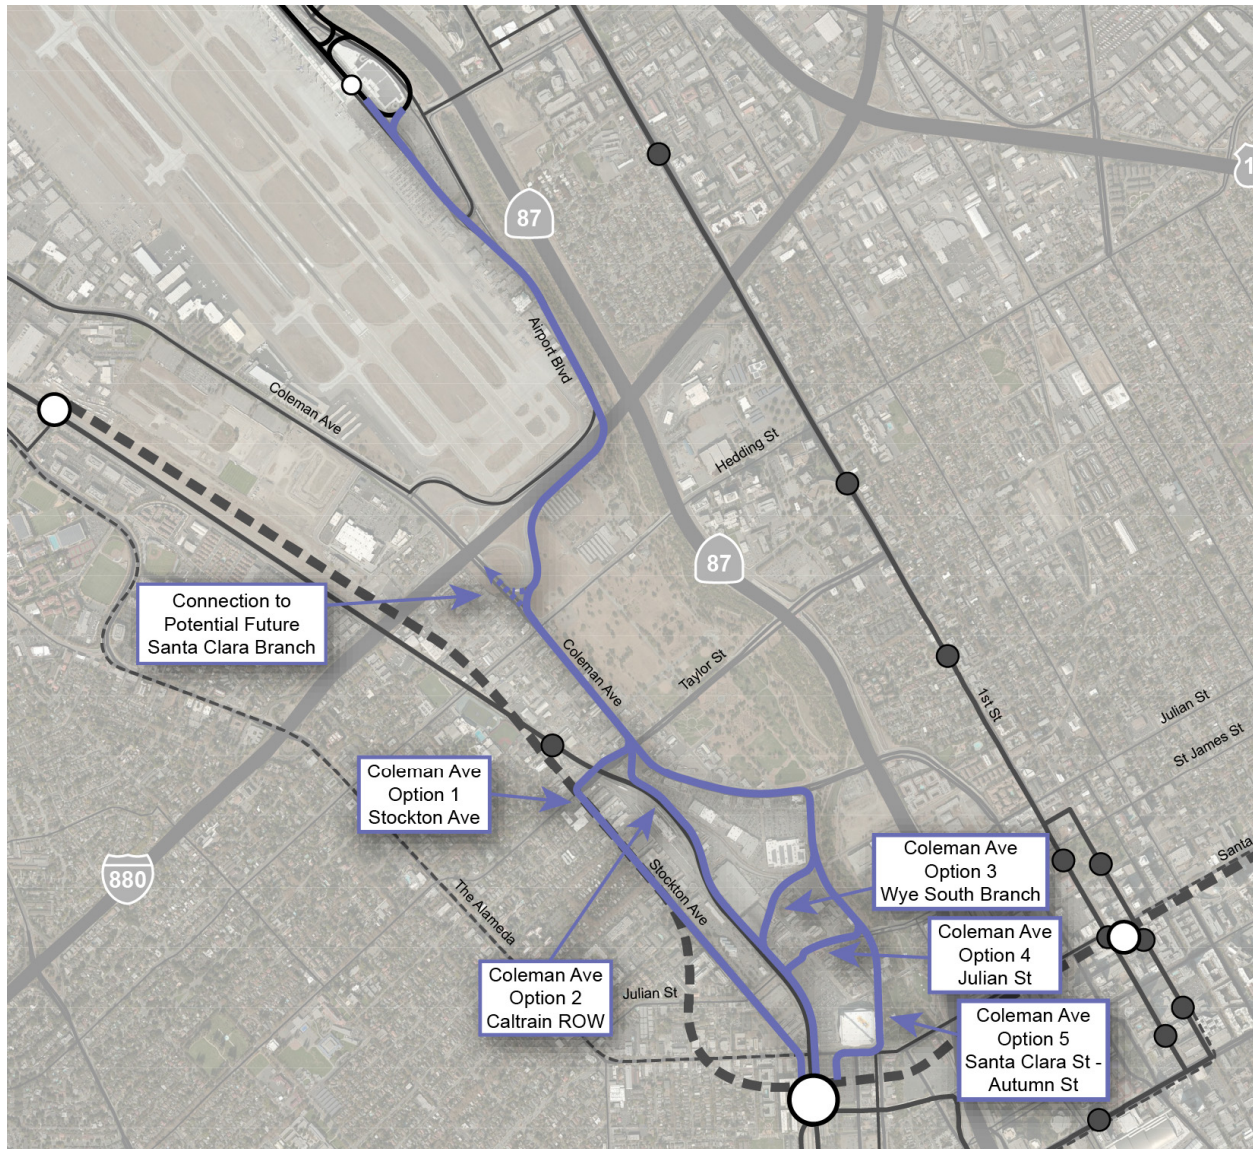 87
1
Airport Blvd
Coleman Ave
Hedding St
87
Connection to
Potential Future
Santa Clara Branch
Coleman Ave
Taylor St
1st St
Julian St
St James St
Coleman Ave
Option 1
Stockton Ave
880
The Alameda
Stockton Ave
Coleman Ave
Option 3
Wye South Branch
Santa
Coleman Ave
Option 4
Julian St
Coleman Ave
Option 2
Caltrain ROW
Julian St
Coleman Ave
Option 5
Santa Clara St -
Autumn St